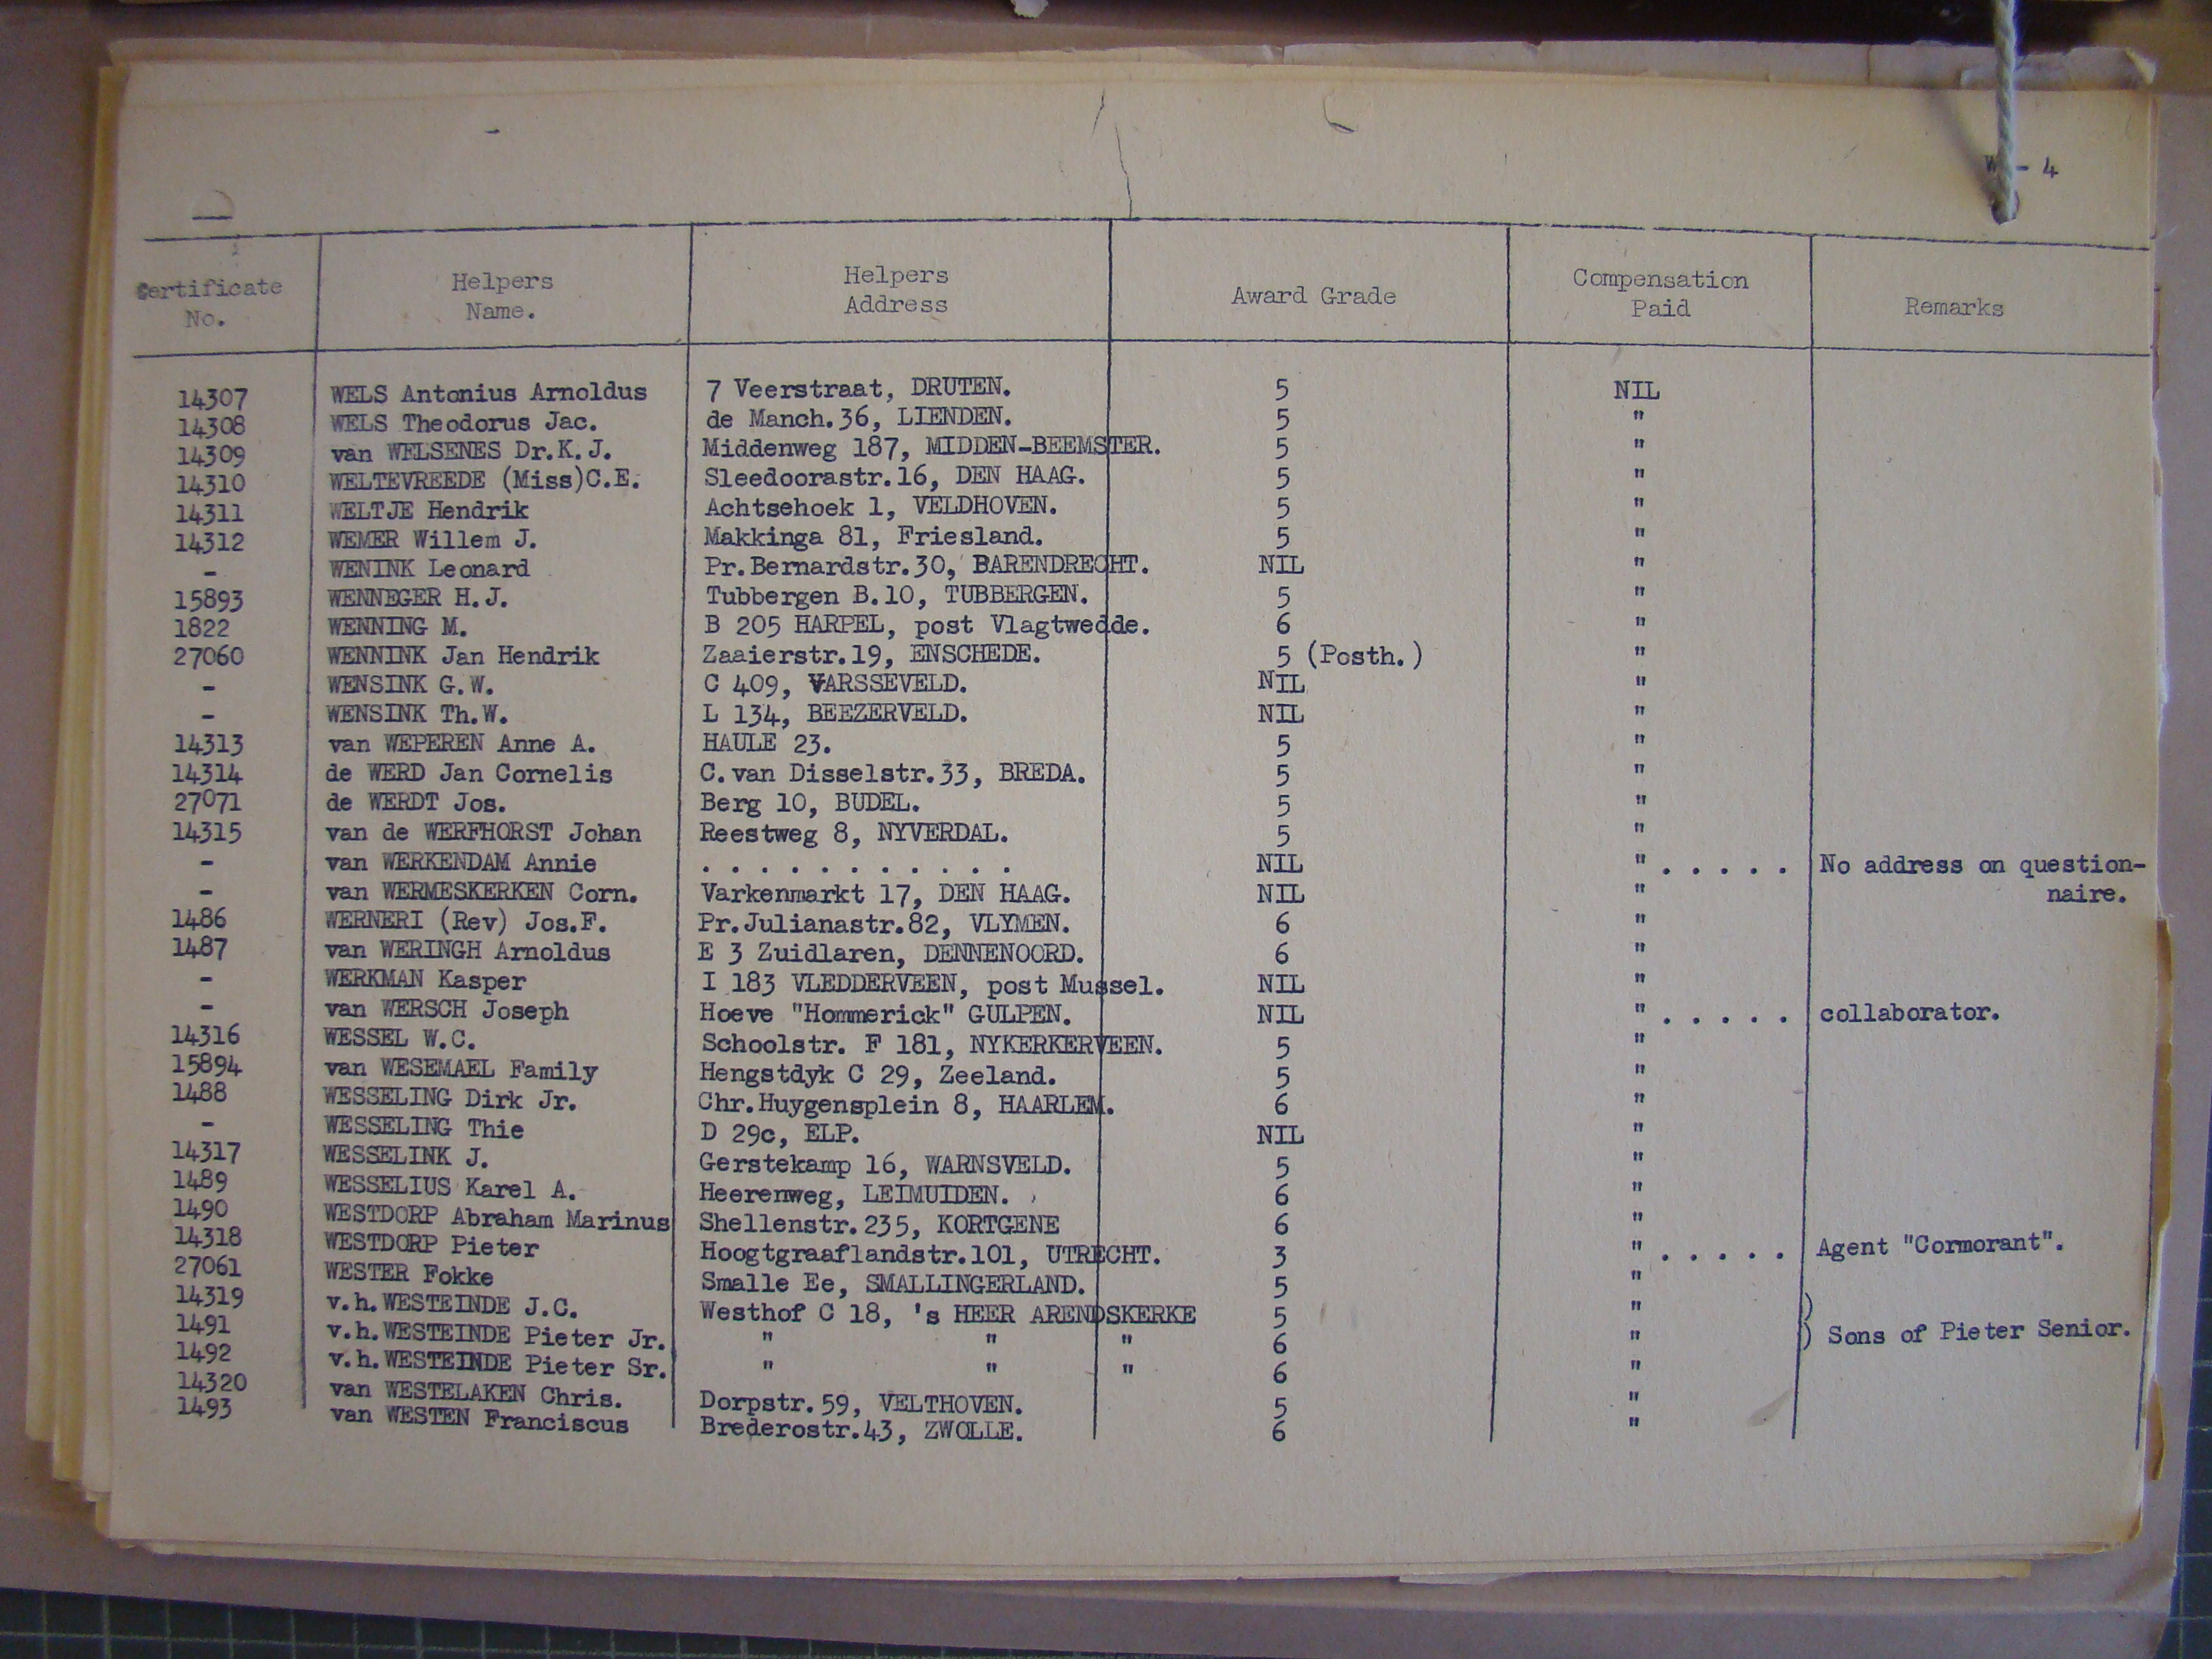 W - 4
Certificate No. Helpers Name. Helpers Address Award Grade Compensation Paid Remarks
14307 WELS Antonius Arnoldus 7 Veerstraat, DRUTEN. 5 NIL
14308 WELS Theodorus Jac. de Manch.36, LIENDEN. 5 "
14309 van WELSENES Dr.K.J. Middenweg 187, MIDDEN-BEEMSTER. 5 "
14310 WELTEVREEDE (Miss)C.E. Sleedoorastr.16, DEN HAAG. 5 "
14311 WELTJE Hendrik Achtsehoek 1, VELDHOVEN. 5 "
14312 WEMER Willem J. Makkinga 81, Friesland. 5 "
- WENINK Leonard Pr.Bernardstr.30, BARENDRECHT. NIL "
15893 WENNEGER H.J. Tubbergen B.10, TUBBERGEN. 5 "
1822 WENNING M. B 205 HARPEL, post Vlagtwedde. 6 "
27060 WENNINK Jan Hendrik Zaaierstr.19, ENSCHEDE. 5 (Posth.) "
- WENSINK G.W. C 409, VARSSEVELD. NIL "
- WENSINK Th.W. L 134, BEEZERVELD. NIL "
14313 van WEPEREN Anne A. HAULE 23. 5 "
14314 de WERD Jan Cornelis C.van Disselstr.33, BREDA. 5 "
27071 de WERDT Jos. Berg 10, BUDEL. 5 "
14315 van de WERFHORST Johan Reestweg 8, NYVERDAL. 5 "
- van WERKENDAM Annie . . . . . . . . . . . NIL " . . . . . No address on question-
- van WERMESKERKEN Corn. Varkenmarkt 17, DEN HAAG. NIL " naire.
1486 WERNERI (Rev) Jos.F. Pr.Julianastr.82, VLYMEN. 6 "
1487 van WERINGH Arnoldus E 3 Zuidlaren, DENNENOORD. 6 "
- WERKMAN Kasper I 183 VLEDDERVEEN, post Mussel. NIL "
- van WERSCH Joseph Hoeve "Hommerick" GULPEN. NIL " . . . . . collaborator.
14316 WESSEL W.C. Schoolstr. F 181, NYKERKERVEEN. 5 "
15894 van WESEMAEL Family Hengstdyk C 29, Zeeland. 5 "
1488 WESSELING Dirk Jr. Chr.Huygensplein 8, HAARLEM. 6 "
- WESSELING Thie D 29c, ELP. NIL "
14317 WESSELINK J. Gerstekamp 16, WARNSVELD. 5 "
1489 WESSELIUS Karel A. Heerenweg, LEIMUIDEN. 6 "
1490 WESTDORP Abraham Marinus Shellenstr.235, KORTGENE 6 "
14318 WESTDORP Pieter Hoogtgraaflandstr.101, UTRECHT. 3 " . . . . . Agent "Cormorant".
27061 WESTER Fokke Smalle Ee, SMALLINGERLAND. 5 "
14319 v.h.WESTEINDE J.C. Westhof C 18, 's HEER ARENDSKERKE 5 " )
1491 v.h.WESTEINDE Pieter Jr. " " " 6 " ) Sons of Pieter Senior.
1492 v.h.WESTEINDE Pieter Sr. " " " 6 "
14320 van WESTELAKEN Chris. Dorpstr.59, VELTHOVEN. 5 "
1493 van WESTEN Franciscus Brederostr.43, ZWOLLE. 6 "